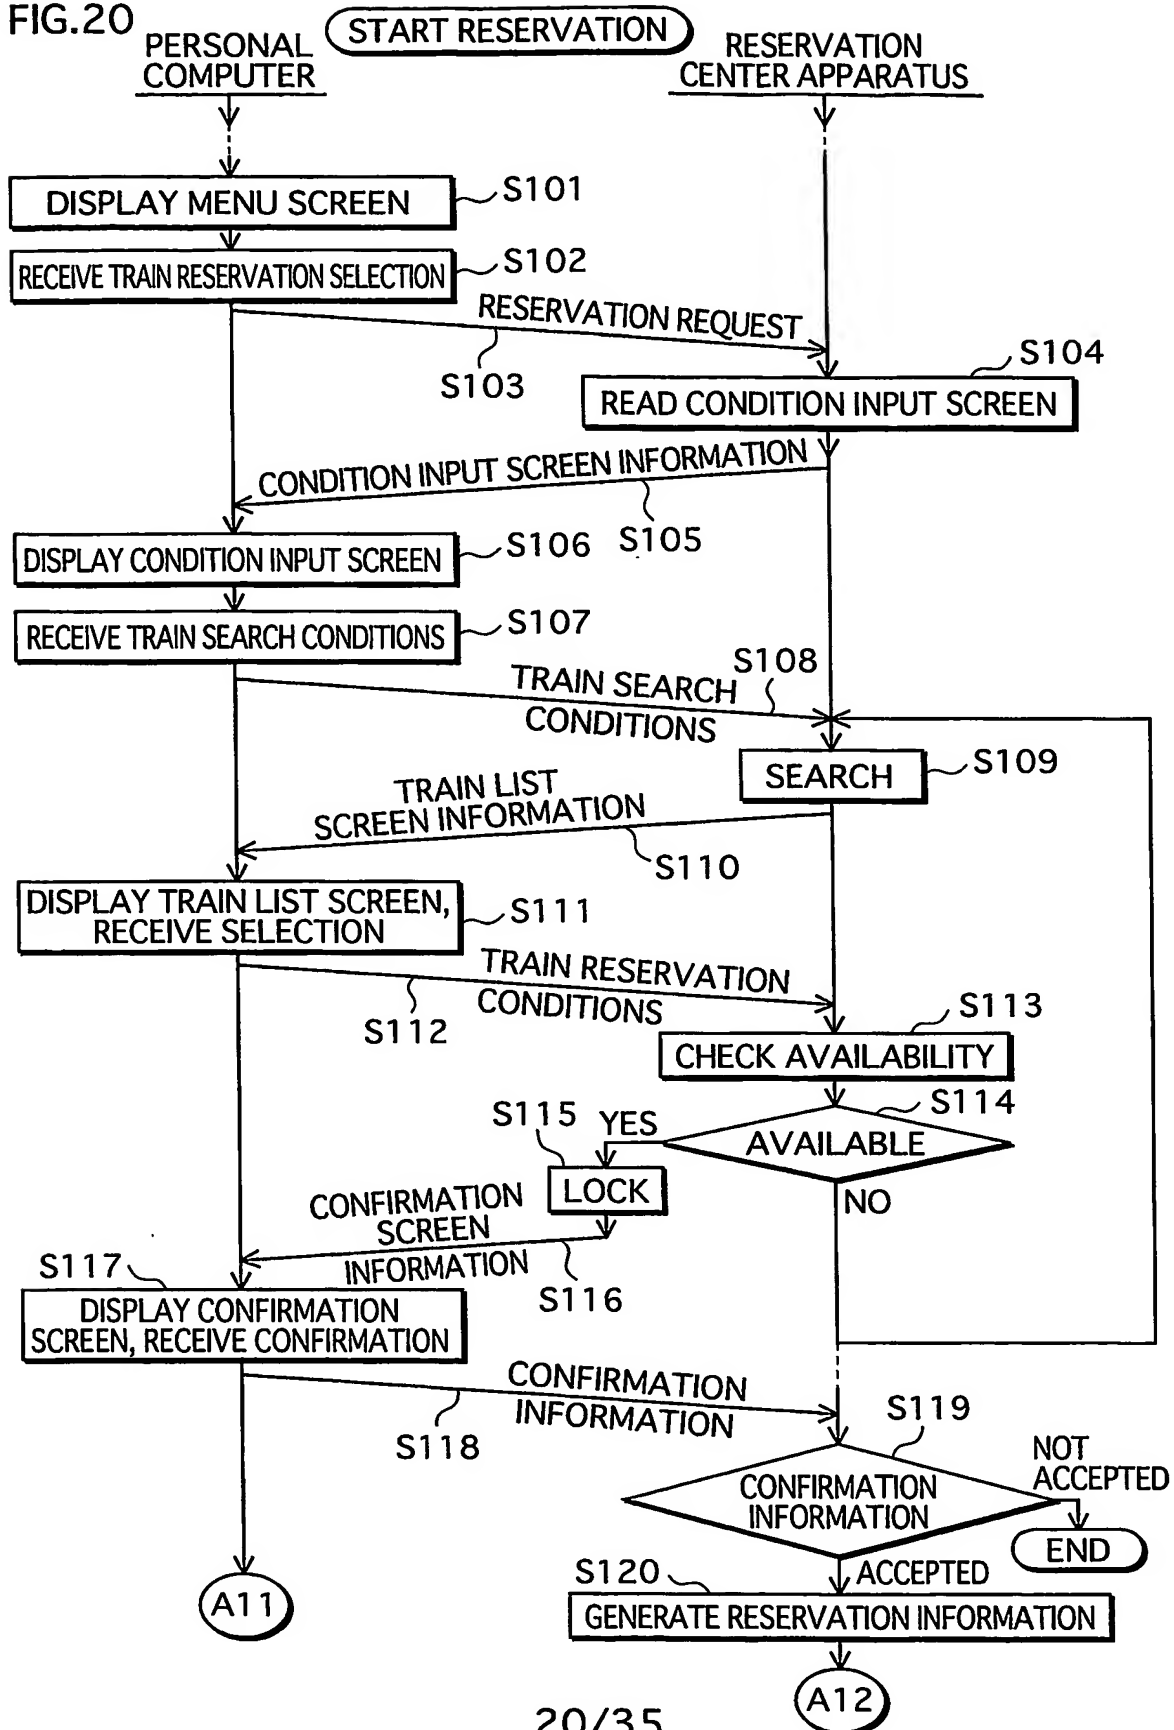 FIG.20
START RESERVATION
PERSONAL
COMPUTER
RESERVATION
CENTER APPARATUS
DISPLAY MENU SCREEN
S101
RECEIVE TRAIN RESERVATION SELECTION
S102
RESERVATION REQUEST
S103
S104
READ CONDITION INPUT SCREEN
CONDITION INPUT SCREEN INFORMATION
S105
DISPLAY CONDITION INPUT SCREEN
S106
RECEIVE TRAIN SEARCH CONDITIONS
S107
S108
TRAIN SEARCH
CONDITIONS
SEARCH
S109
TRAIN LIST
SCREEN INFORMATION
S110
DISPLAY TRAIN LIST SCREEN,
RECEIVE SELECTION
S111
TRAIN RESERVATION
CONDITIONS
S112
S113
CHECK AVAILABILITY
S114
AVAILABLE
YES
S115
LOCK
NO
CONFIRMATION
SCREEN
INFORMATION
S116
S117
DISPLAY CONFIRMATION
SCREEN, RECEIVE CONFIRMATION
CONFIRMATION
INFORMATION
S118
S119
CONFIRMATION
INFORMATION
NOT
ACCEPTED
END
ACCEPTED
S120
GENERATE RESERVATION INFORMATION
A11
A12
20/35